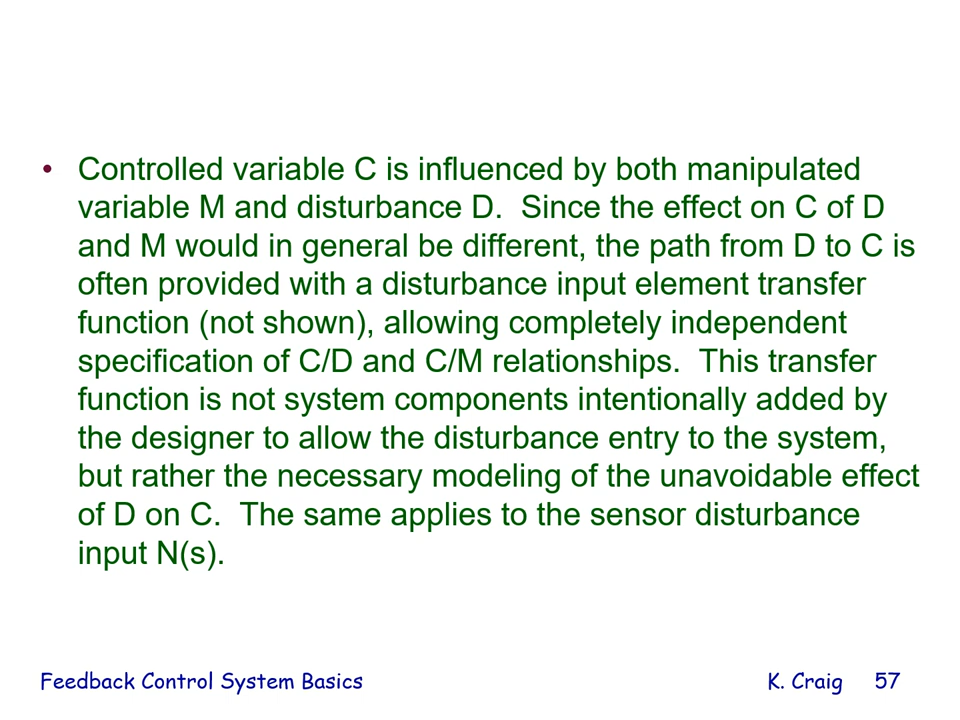 • Controlled variable C is influenced by both manipulated
variable M and disturbance D.  Since the effect on C of D
and M would in general be different, the path from D to C is
often provided with a disturbance input element transfer
function (not shown), allowing completely independent
specification of C/D and C/M relationships.  This transfer
function is not system components intentionally added by
the designer to allow the disturbance entry to the system,
but rather the necessary modeling of the unavoidable effect
of D on C.  The same applies to the sensor disturbance
input N(s).
Feedback Control System Basics K. Craig 57